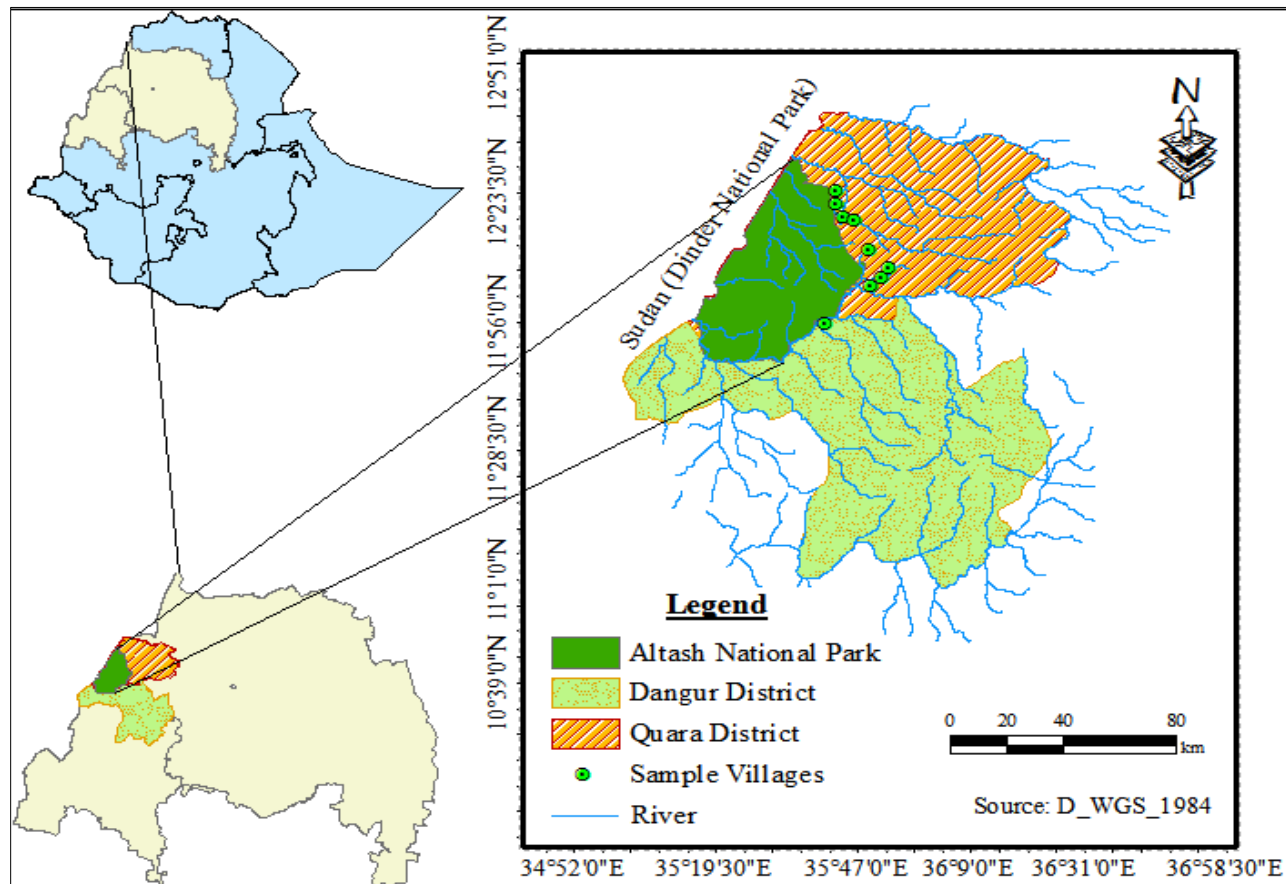 12°51'0"N
12°23'30"N
11°56'0"N
11°28'30"N
11°1'0"N
10°39'0"N
N
Sudan (Dinder National Park)
Legend
Altash National Park
Dangur District
Quara District
Sample Villages
River
0 20 40 80
km
Source: D_WGS_1984
34°52'0"E 35°19'30"E 35°47'0"E 36°9'0"E 36°31'0"E 36°58'30"E